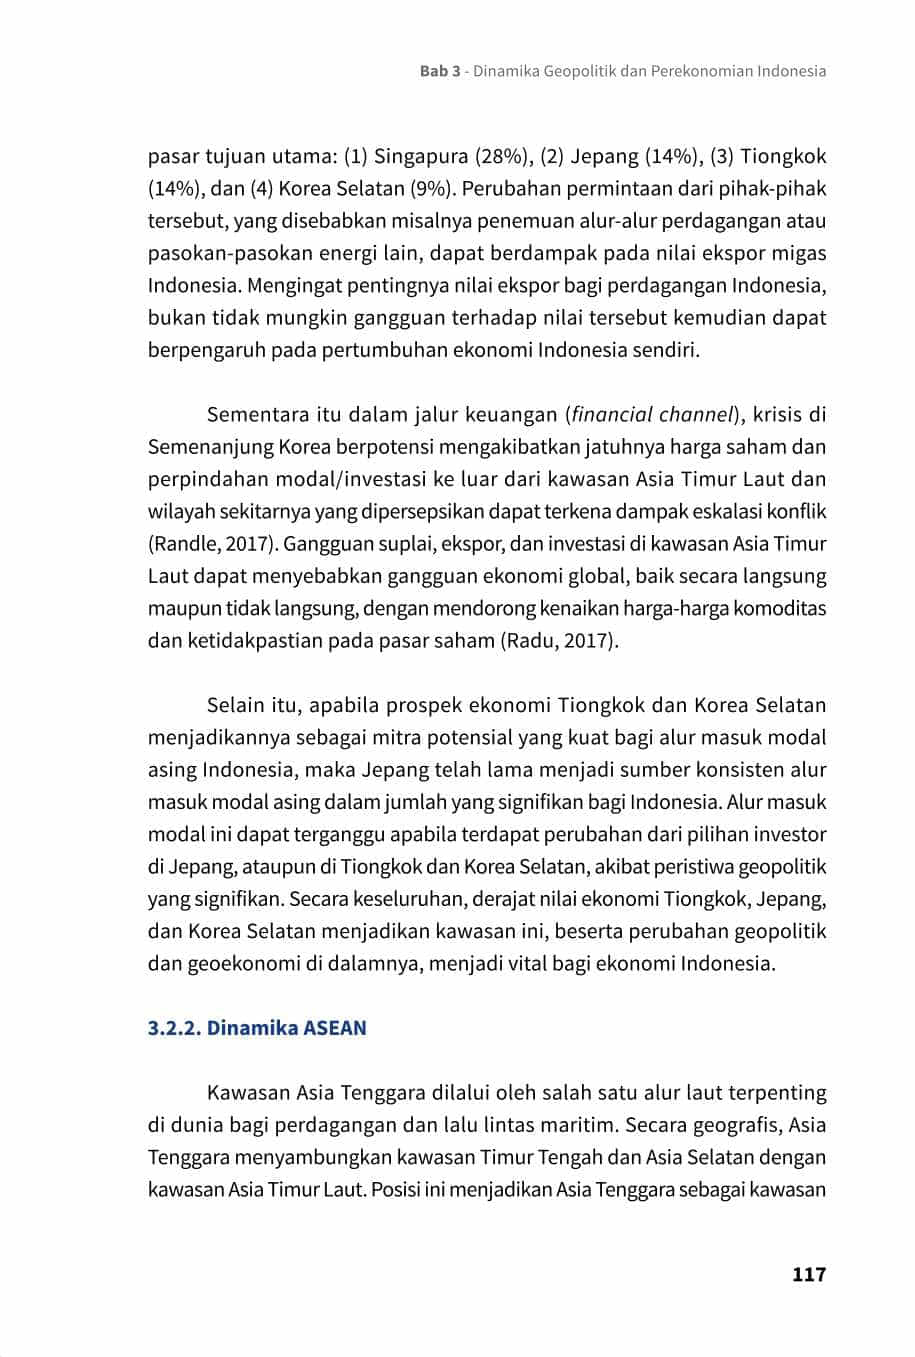 Bab 3 - Dinamika Geopolitik dan Perekonomian Indonesia
pasar tujuan utama: (1) Singapura (28%), (2) Jepang (14%), (3) Tiongkok
(14%), dan (4) Korea Selatan (9%). Perubahan permintaan dari pihak-pihak
tersebut, yang disebabkan misalnya penemuan alur-alur perdagangan atau
pasokan-pasokan energi lain, dapat berdampak pada nilai ekspor migas
Indonesia. Mengingat pentingnya nilai ekspor bagi perdagangan Indonesia,
bukan tidak mungkin gangguan terhadap nilai tersebut kemudian dapat
berpengaruh pada pertumbuhan ekonomi Indonesia sendiri.
Sementara itu dalam jalur keuangan (financial channel), krisis di
Semenanjung Korea berpotensi mengakibatkan jatuhnya harga saham dan
perpindahan modal/investasi ke luar dari kawasan Asia Timur Laut dan
wilayah sekitarnya yang dipersepsikan dapat terkena dampak eskalasi konflik
(Randle, 2017). Gangguan suplai, ekspor, dan investasi di kawasan Asia Timur
Laut dapat menyebabkan gangguan ekonomi global, baik secara langsung
maupun tidak langsung, dengan mendorong kenaikan harga-harga komoditas
dan ketidakpastian pada pasar saham (Radu, 2017).
Selain itu, apabila prospek ekonomi Tiongkok dan Korea Selatan
menjadikannya sebagai mitra potensial yang kuat bagi alur masuk modal
asing Indonesia, maka Jepang telah lama menjadi sumber konsisten alur
masuk modal asing dalam jumlah yang signifikan bagi Indonesia. Alur masuk
modal ini dapat terganggu apabila terdapat perubahan dari pilihan investor
di Jepang, ataupun di Tiongkok dan Korea Selatan, akibat peristiwa geopolitik
yang signifikan. Secara keseluruhan, derajat nilai ekonomi Tiongkok, Jepang,
dan Korea Selatan menjadikan kawasan ini, beserta perubahan geopolitik
dan geoekonomi di dalamnya, menjadi vital bagi ekonomi Indonesia.
3.2.2. Dinamika ASEAN
Kawasan Asia Tenggara dilalui oleh salah satu alur laut terpenting
di dunia bagi perdagangan dan lalu lintas maritim. Secara geografis, Asia
Tenggara menyambungkan kawasan Timur Tengah dan Asia Selatan dengan
kawasan Asia Timur Laut. Posisi ini menjadikan Asia Tenggara sebagai kawasan
117